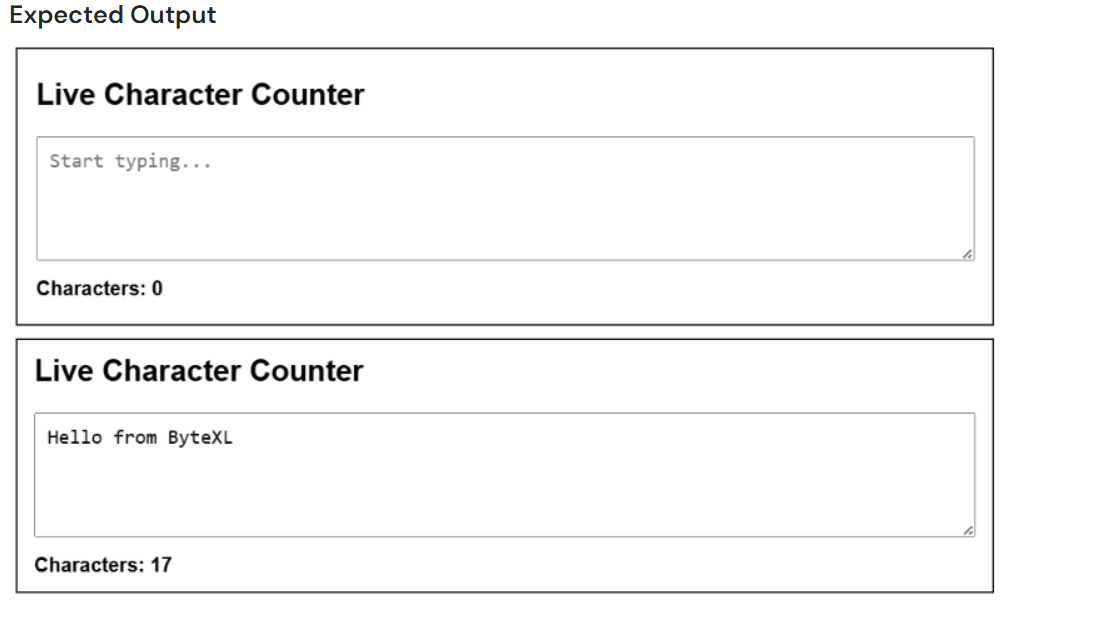 Expected Output
Live Character Counter
Start typing...
Characters: 0
Live Character Counter
Hello from ByteXL
Characters: 17